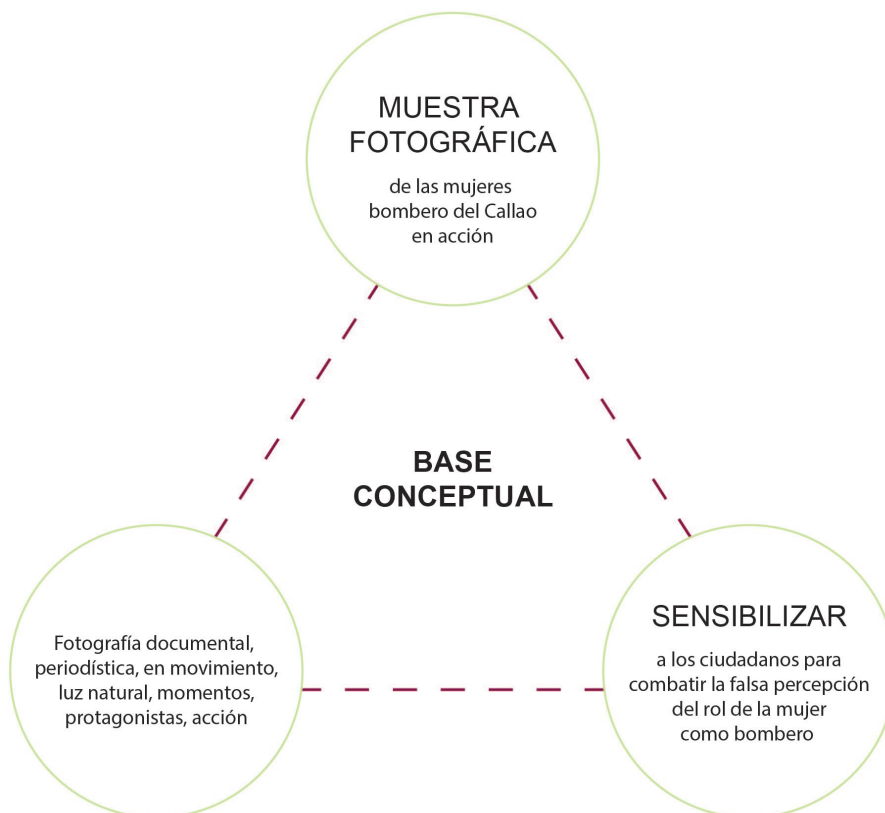 MUESTRA
FOTOGRÁFICA
de las mujeres
bombero del Callao
en acción
BASE
CONCEPTUAL
Fotografía documental,
periodística, en movimiento,
luz natural, momentos,
protagonistas, acción
SENSIBILIZAR
a los ciudadanos para
combatir la falsa percepción
del rol de la mujer
como bombero